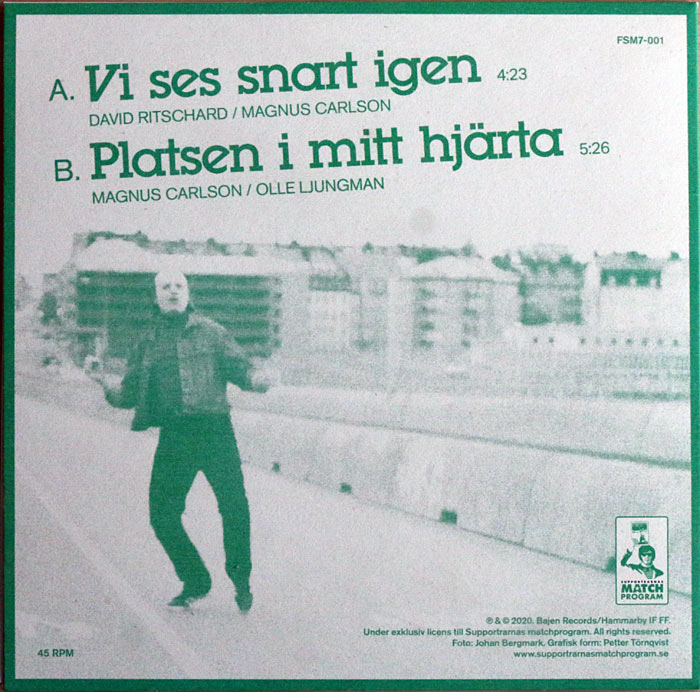 FSM7-001
A. Vi ses snart igen 4:23
DAVID RITSCHARD / MAGNUS CARLSON
B. Platsen i mitt hjärta 5:26
MAGNUS CARLSON / OLLE LJUNGMAN
SUPPORTRARNAS
MATCH
PROGRAM
℗ & © 2020. Bajen Records/Hammarby IF FF.
Under exklusiv licens till Supportrarnas matchprogram. All rights reserved.
Foto: Johan Bergmark. Grafisk form: Petter Törnqvist
www.supportrarnasmatchprogram.se
45 RPM